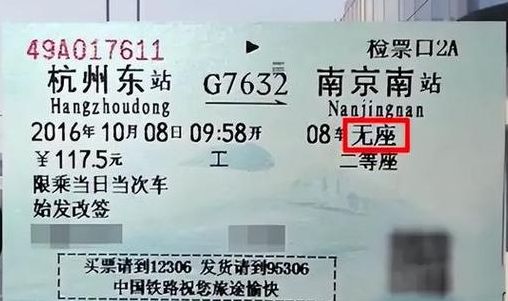 49A017611 检票口2A
杭州东站 G7632 南京南站
Hangzhoudong Nanjingnan
2016年10月08日09:58开 08车无座
￥117.5元 工 二等座
限乘当日当次车
始发改签
买票请到12306 发货请到95306
中国铁路祝您旅途愉快